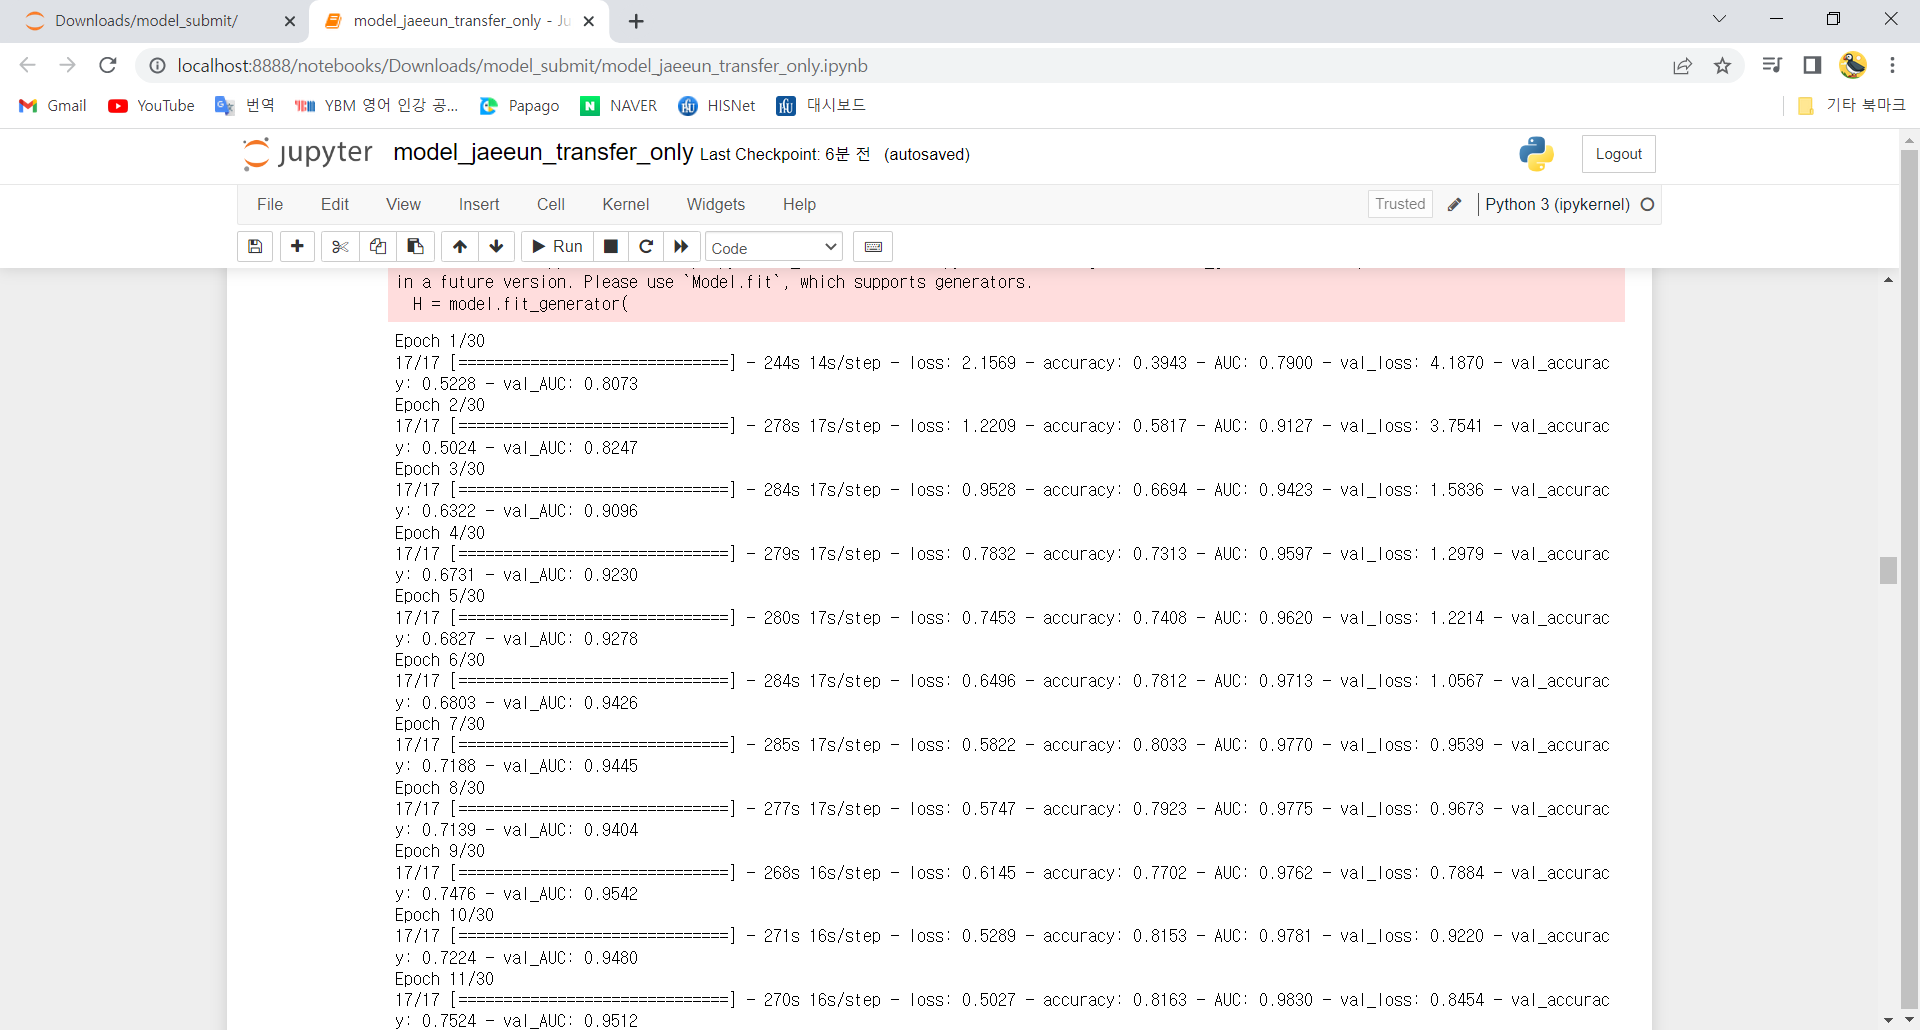 Downloads/model_submit/
model_jaeeun_transfer_only - Ju
localhost:8888/notebooks/Downloads/model_submit/model_jaeeun_transfer_only.ipynb
Gmail YouTube 번역 YBM 영어 인강 공... Papago NAVER HISNet 대시보드 기타 북마크
jupyter model_jaeeun_transfer_only Last Checkpoint: 6분 전 (autosaved) Logout
File Edit View Insert Cell Kernel Widgets Help Trusted Python 3 (ipykernel)
Run Code
in a future version. Please use `Model.fit`, which supports generators.
H = model.fit_generator(
Epoch 1/30
17/17 [==============================] - 244s 14s/step - loss: 2.1569 - accuracy: 0.3943 - AUC: 0.7900 - val_loss: 4.1870 - val_accurac
y: 0.5228 - val_AUC: 0.8073
Epoch 2/30
17/17 [==============================] - 278s 17s/step - loss: 1.2209 - accuracy: 0.5817 - AUC: 0.9127 - val_loss: 3.7541 - val_accurac
y: 0.5024 - val_AUC: 0.8247
Epoch 3/30
17/17 [==============================] - 284s 17s/step - loss: 0.9528 - accuracy: 0.6694 - AUC: 0.9423 - val_loss: 1.5836 - val_accurac
y: 0.6322 - val_AUC: 0.9096
Epoch 4/30
17/17 [==============================] - 279s 17s/step - loss: 0.7832 - accuracy: 0.7313 - AUC: 0.9597 - val_loss: 1.2979 - val_accurac
y: 0.6731 - val_AUC: 0.9230
Epoch 5/30
17/17 [==============================] - 280s 17s/step - loss: 0.7453 - accuracy: 0.7408 - AUC: 0.9620 - val_loss: 1.2214 - val_accurac
y: 0.6827 - val_AUC: 0.9278
Epoch 6/30
17/17 [==============================] - 284s 17s/step - loss: 0.6496 - accuracy: 0.7812 - AUC: 0.9713 - val_loss: 1.0567 - val_accurac
y: 0.6803 - val_AUC: 0.9426
Epoch 7/30
17/17 [==============================] - 285s 17s/step - loss: 0.5822 - accuracy: 0.8033 - AUC: 0.9770 - val_loss: 0.9539 - val_accurac
y: 0.7188 - val_AUC: 0.9445
Epoch 8/30
17/17 [==============================] - 277s 17s/step - loss: 0.5747 - accuracy: 0.7923 - AUC: 0.9775 - val_loss: 0.9673 - val_accurac
y: 0.7139 - val_AUC: 0.9404
Epoch 9/30
17/17 [==============================] - 268s 16s/step - loss: 0.6145 - accuracy: 0.7702 - AUC: 0.9762 - val_loss: 0.7884 - val_accurac
y: 0.7476 - val_AUC: 0.9542
Epoch 10/30
17/17 [==============================] - 271s 16s/step - loss: 0.5289 - accuracy: 0.8153 - AUC: 0.9781 - val_loss: 0.9220 - val_accurac
y: 0.7224 - val_AUC: 0.9480
Epoch 11/30
17/17 [==============================] - 270s 16s/step - loss: 0.5027 - accuracy: 0.8163 - AUC: 0.9830 - val_loss: 0.8454 - val_accurac
y: 0.7524 - val_AUC: 0.9512